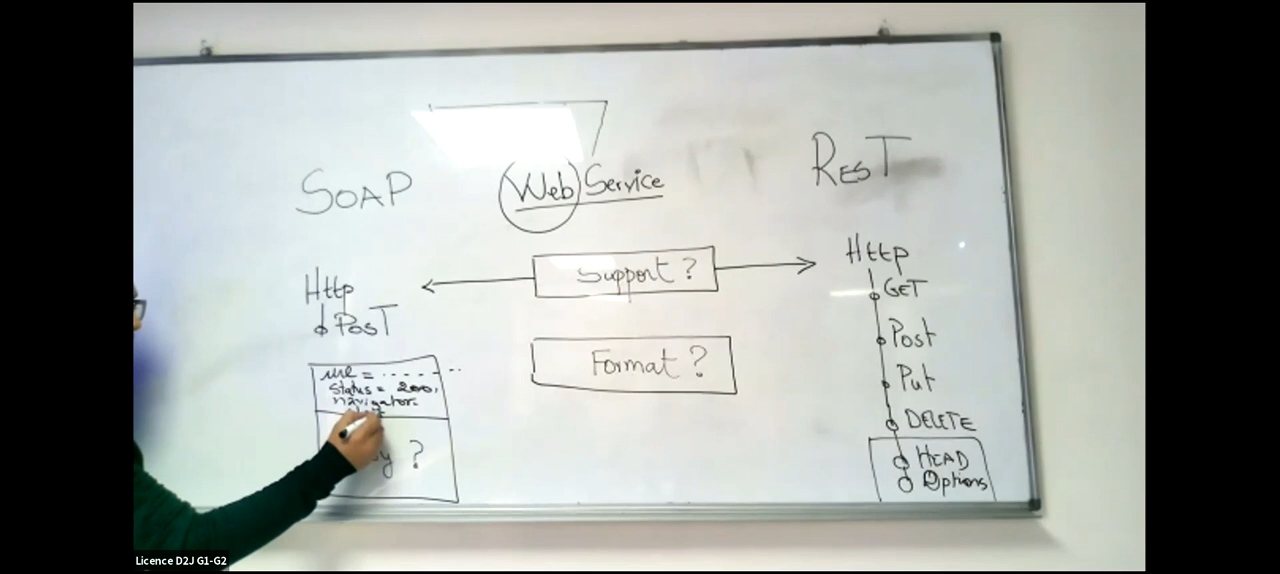 SOAP
Web Service
REST
Support ?
Http
POST
Http
GET
Post
Put
DELETE
HEAD
Options
Format ?
url = . . . . . . . . .
Status = 200,
navigator.
?
Licence D2J G1-G2